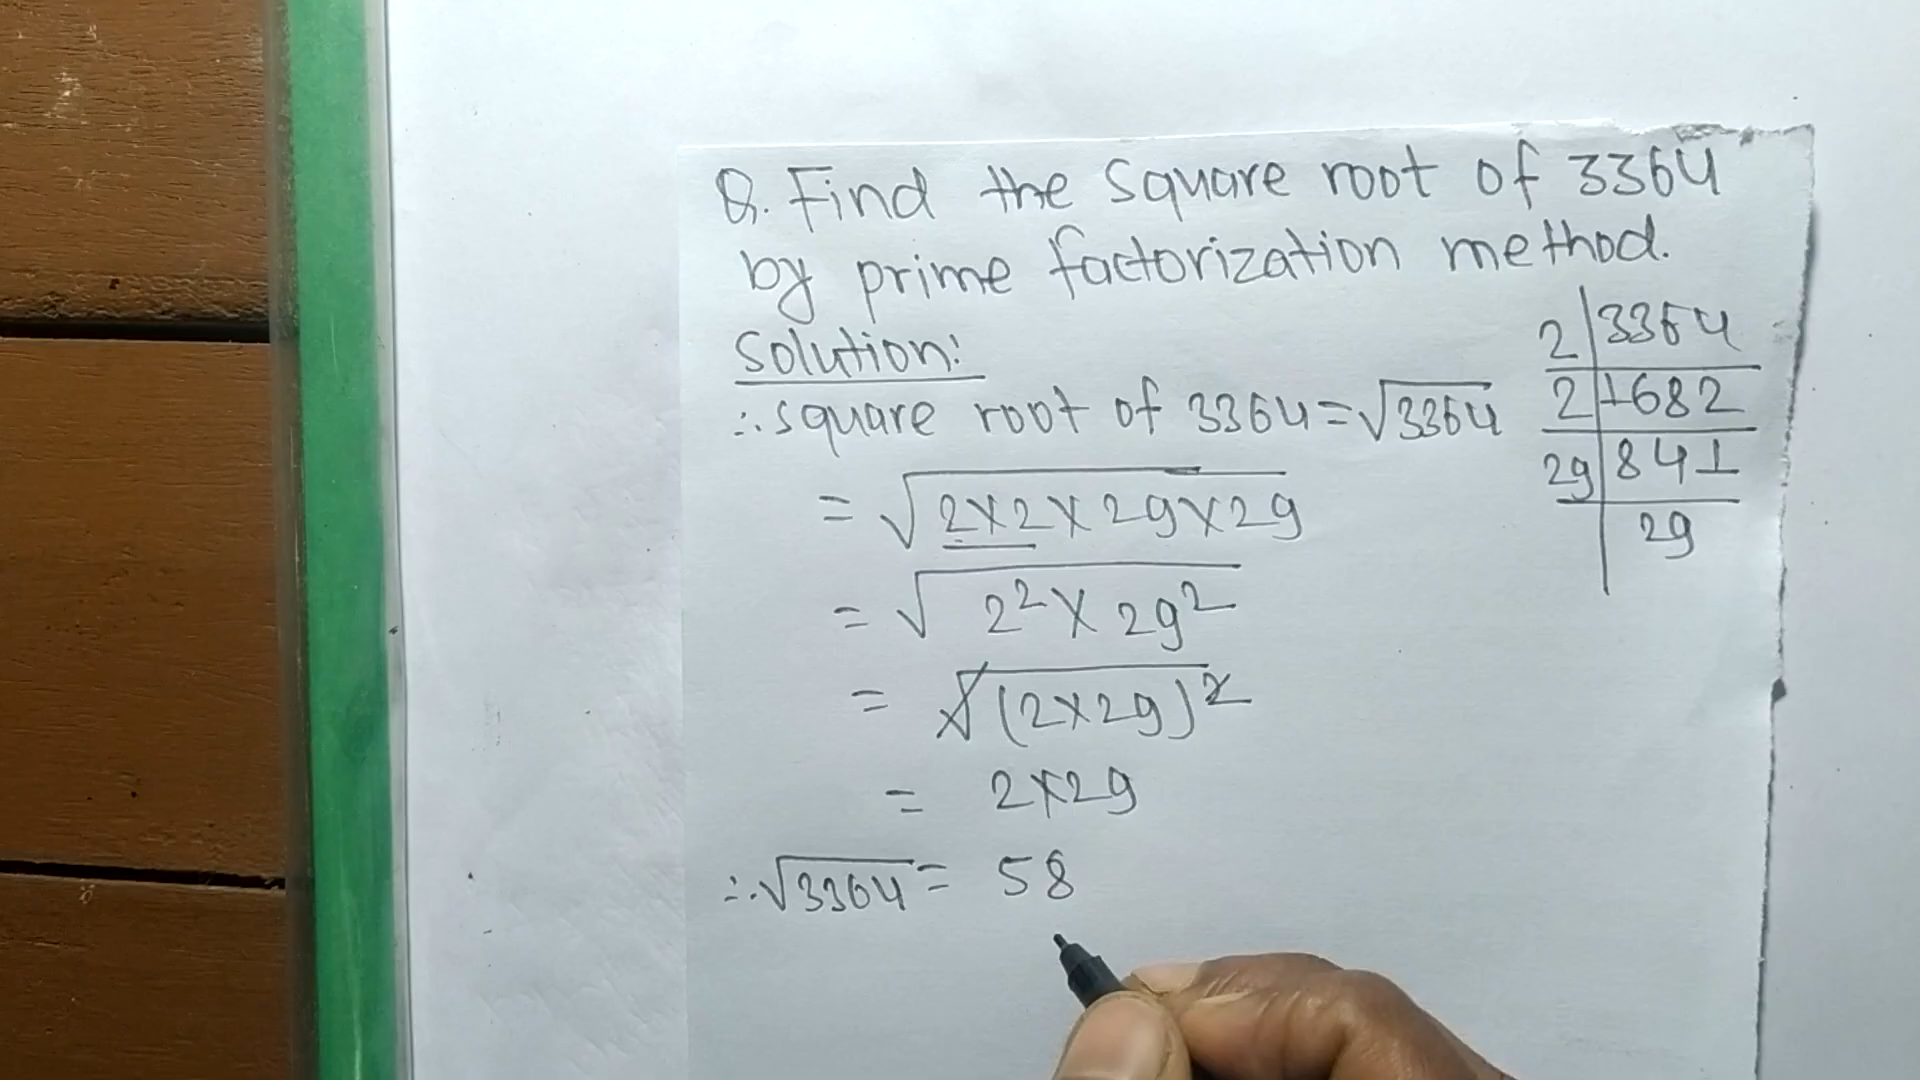 Q. Find the square root of 3364
by prime factorization method.
Solution:
∴ square root of 3364 = √3364
= √2×2×29×29
= √2²×29²
= √(2×29)²
= 2×29
∴ √3364 = 58
2 | 3364
2 | 1682
29 | 841
29